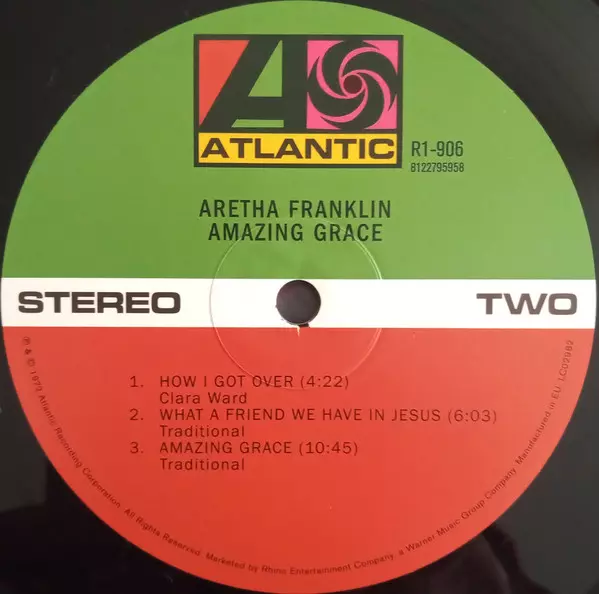 ATLANTIC
R1-906
8122795958
ARETHA FRANKLIN
AMAZING GRACE
STEREO
TWO
1. HOW I GOT OVER (4:22)
Clara Ward
2. WHAT A FRIEND WE HAVE IN JESUS (6:03)
Traditional
3. AMAZING GRACE (10:45)
Traditional
℗ & © 1972 Atlantic Recording Corporation. All Rights Reserved. Marketed by Rhino Entertainment Company, a Warner Music Group Company. Manufactured in EU. LC02982